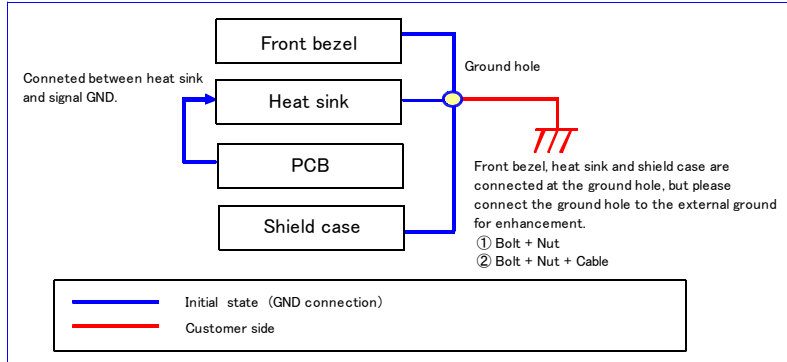 Front bezel
Ground hole
Conneted between heat sink
and signal GND.
Heat sink
PCB
Front bezel, heat sink and shield case are
connected at the ground hole, but please
connect the ground hole to the external ground
for enhancement.
① Bolt + Nut
② Bolt + Nut + Cable
Shield case
Initial state (GND connection)
Customer side